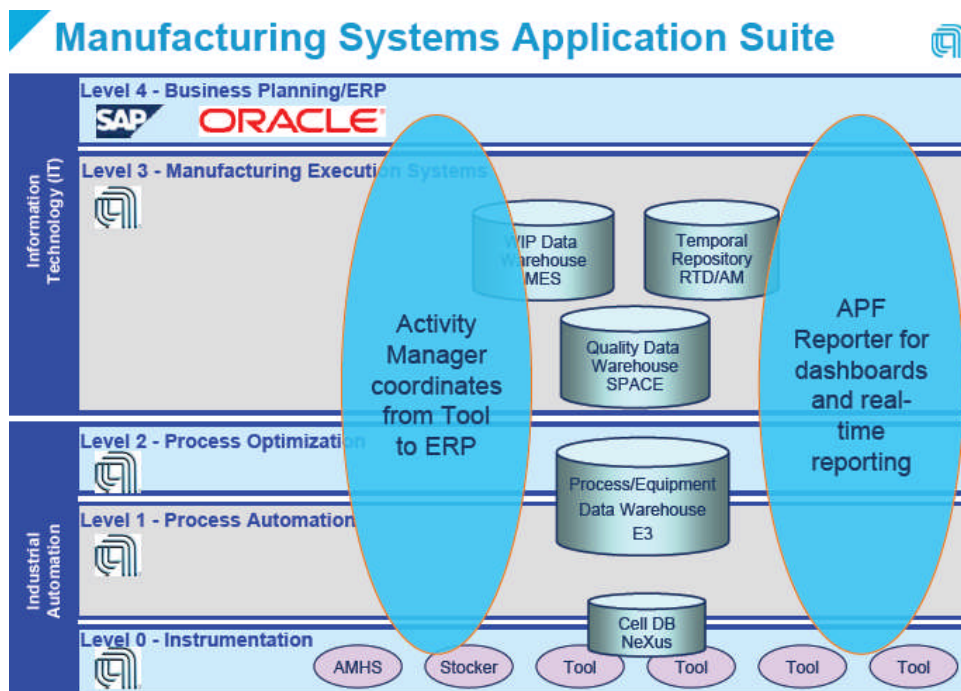 Manufacturing Systems Application Suite
Information
Technology (IT)
Industrial
Automation
Level 4 - Business Planning/ERP
SAP
ORACLE
Level 3 - Manufacturing Execution Systems
WIP Data
Warehouse
MES
Temporal
Repository
RTD/AM
Quality Data
Warehouse
SPACE
Activity
Manager
coordinates
from Tool
to ERP
APF
Reporter for
dashboards
and real-
time
reporting
Level 2 - Process Optimization
Process/Equipment
Data Warehouse
E3
Level 1 - Process Automation
Cell DB
NeXus
Level 0 - Instrumentation
AMHS
Stocker
Tool
Tool
Tool
Tool